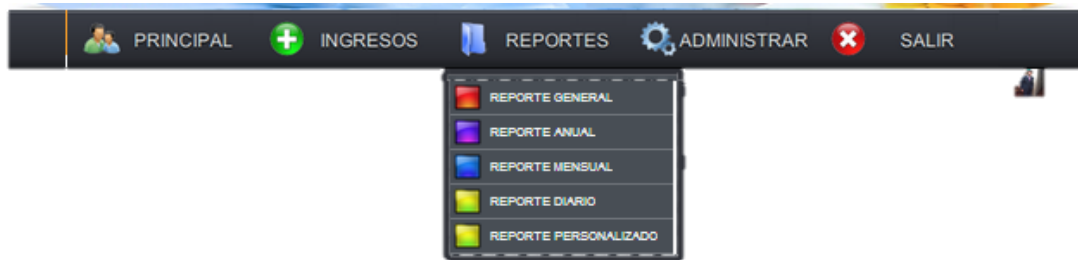 PRINCIPAL INGRESOS REPORTES ADMINISTRAR SALIR
REPORTE GENERAL
REPORTE ANUAL
REPORTE MENSUAL
REPORTE DIARIO
REPORTE PERSONALIZADO